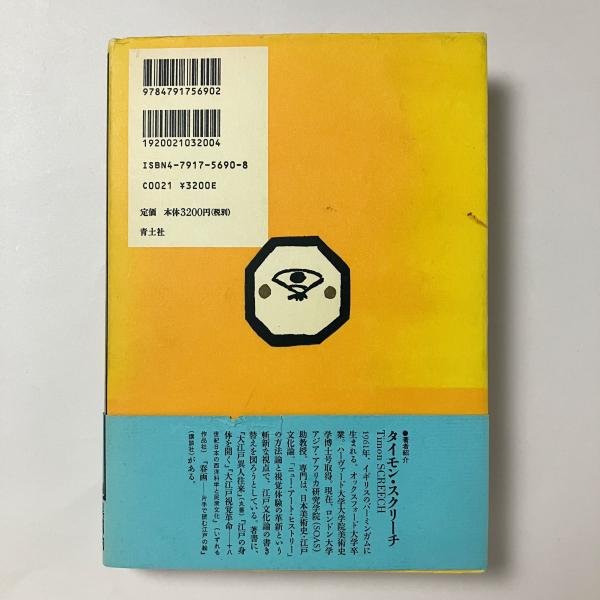 9784791756902
1920021032004
ISBN4-7917-5690-8
C0021 ¥3200E
定価 本体3200円(税別)
青土社
●著者紹介
タイモン・スクリーチ
Timon SCREECH
1961年、イギリスのバーミンガムに
生まれる。オックスフォード大学卒
業。ハーヴァード大学大学院美術史
学博士号取得。現在、ロンドン大学
アジア・アフリカ研究学院(SOAS)
助教授。専門は、日本美術史・江戸
文化論。「ニュー・アート・ヒストリー」
の方法論と視覚体験の革新という
斬新な視点で、江戸文化論の書き
替えを図ろうとしている。著書に、
『大江戸異人往来』(丸善)『江戸の身
体を開く』『大江戸視覚革命――十八
世紀日本の西洋科学と民衆文化』(いずれも
作品社)『春画――片手で読む江戸の絵』
(講談社)がある。